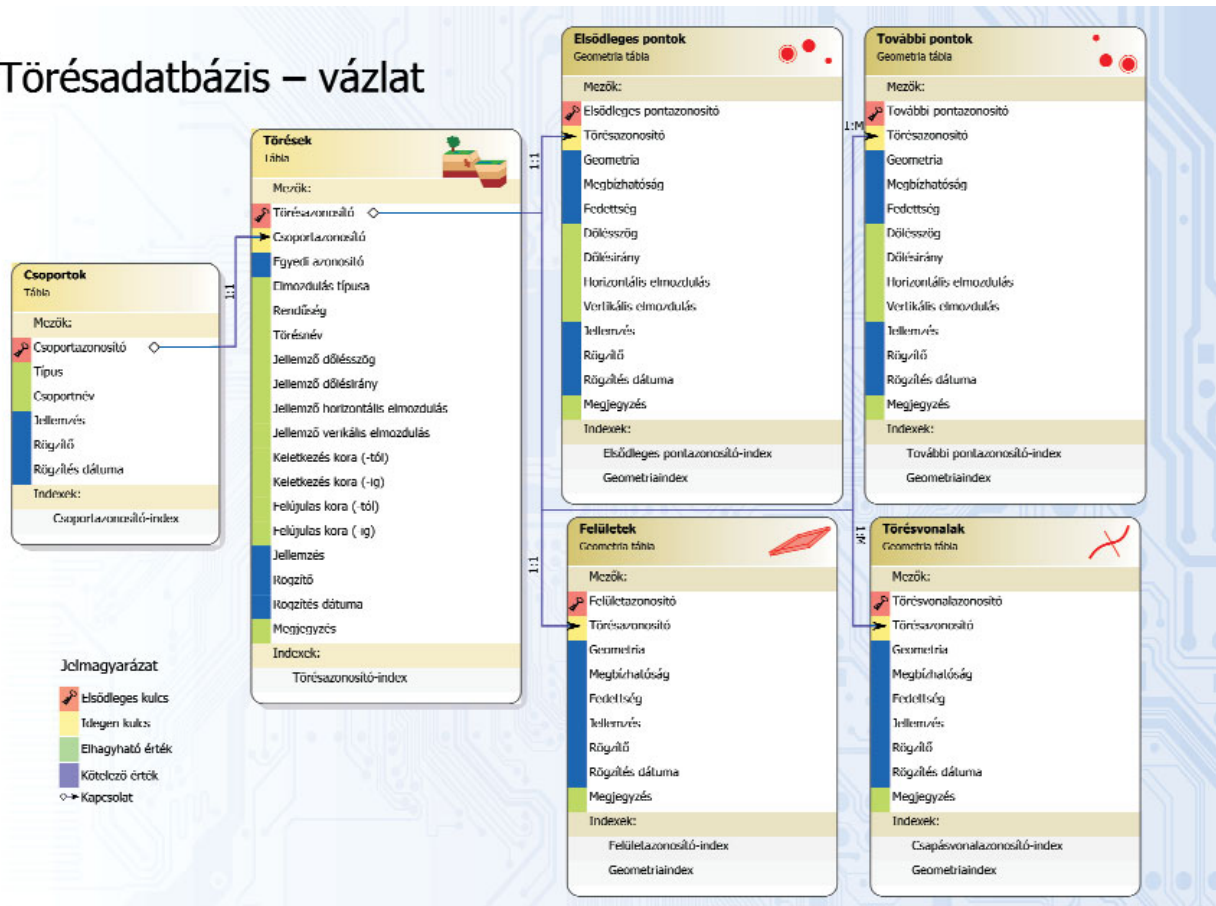 Törésadatbázis – vázlat
Csoportok
Tábla
Mezők:
Csoportazonosító
Típus
Csoportnév
Jellemzés
Rögzítő
Rögzítés dátuma
Indexek:
Csoportazonosító-index
1:1
Törések
Tábla
Mezők:
Törésazonosító
Csoportazonosító
Egyedi azonosító
Elmozdulás típusa
Rendűség
Törésnév
Jellemző dőlésszög
Jellemző dőlésirány
Jellemző horizontális elmozdulás
Jellemző verikális elmozdulás
Keletkezés kora (-tól)
Keletkezés kora (-ig)
Felújulas kora (-tól)
Felújulas kora (-ig)
Jellemzés
Rogzítő
Rogzítés dátuma
Megjegyzés
Indexek:
Törésazonosító-index
1:1
Elsődleges pontok
Geometria tábla
Mezők:
Elsődleges pontazonosító
Törésazonosító
Geometria
Megbízhatóság
Fedettség
Dőlésszög
Dőlésirány
Horizontális elmozdulás
Vertikális elmozdulás
Jellemzés
Rögzítő
Rögzítés dátuma
Megjegyzés
Indexek:
Elsődleges pontazonosító-index
Geometriaindex
1:M
További pontok
Geometria tábla
Mezők:
További pontazonosító
Törésazonosító
Geometria
Megbízhatóság
Fedettség
Dőlésszög
Dőlésirány
Horizontális elmozdulás
Vertikális elmozdulás
Jellemzés
Rögzítő
Rögzítés dátuma
Megjegyzés
Indexek:
További pontazonosító-index
Geometriaindex
1:1
Felületek
Geometria tábla
Mezők:
Felületazonosító
Törésazonosító
Geometria
Megbízhatóság
Fedettség
Jellemzés
Rögzítő
Rögzítés dátuma
Megjegyzés
Indexek:
Felületazonosító-index
Geometriaindex
1:M
Törésvonalak
Geometria tábla
Mezők:
Törésvonalazonosító
Törésazonosító
Geometria
Megbízhatóság
Fedettség
Jellemzés
Rögzítő
Rögzítés dátuma
Megjegyzés
Indexek:
Csapásvonalazonosító-index
Geometriaindex
Jelmagyarázat
Elsődleges kulcs
Idegen kulcs
Elhagyható érték
Kötelező érték
Kapcsolat